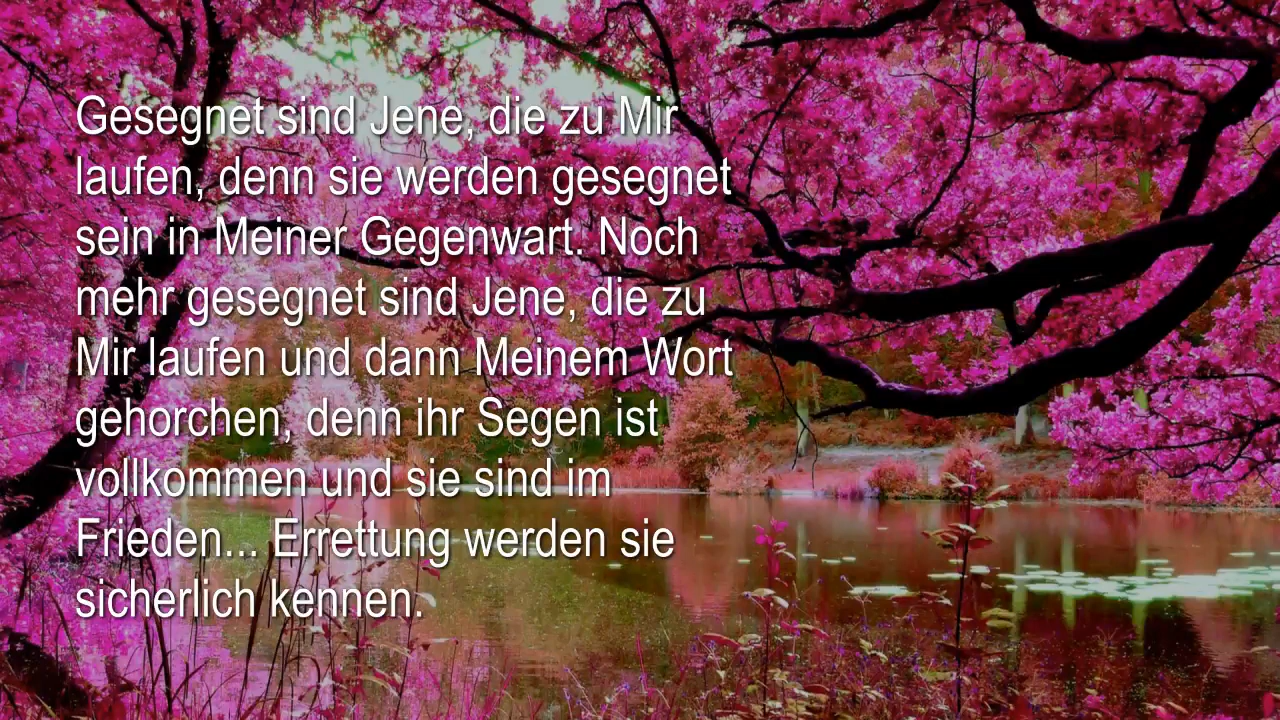 Gesegnet sind Jene, die zu Mir
laufen, denn sie werden gesegnet
sein in Meiner Gegenwart. Noch
mehr gesegnet sind Jene, die zu
Mir laufen und dann Meinem Wort
gehorchen, denn ihr Segen ist
vollkommen und sie sind im
Frieden... Errettung werden sie
sicherlich kennen.